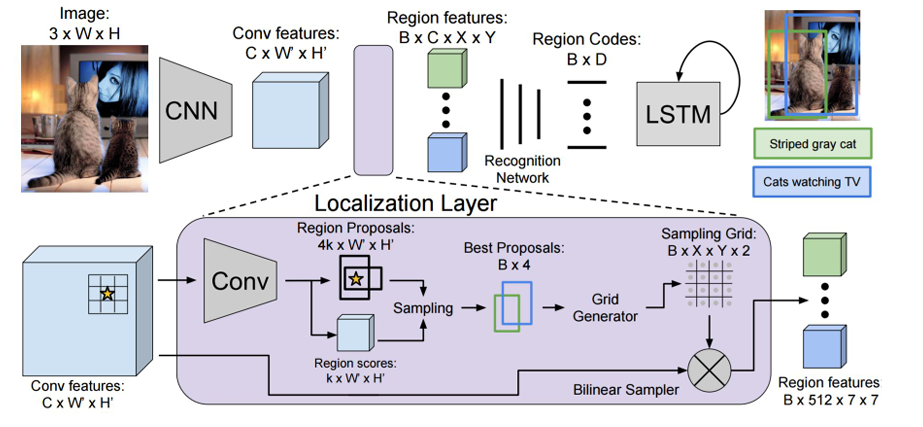 Image:
3 x W x H
CNN
Conv features:
C x W' x H'
Region features:
B x C x X x Y
Region Codes:
B x D
Recognition
Network
LSTM
Striped gray cat
Cats watching TV
Localization Layer
Conv features:
C x W' x H'
Conv
Region Proposals:
4k x W' x H'
Region scores:
k x W' x H'
Sampling
Best Proposals:
B x 4
Grid
Generator
Sampling Grid:
B x X x Y x 2
Bilinear Sampler
Region features
B x 512 x 7 x 7